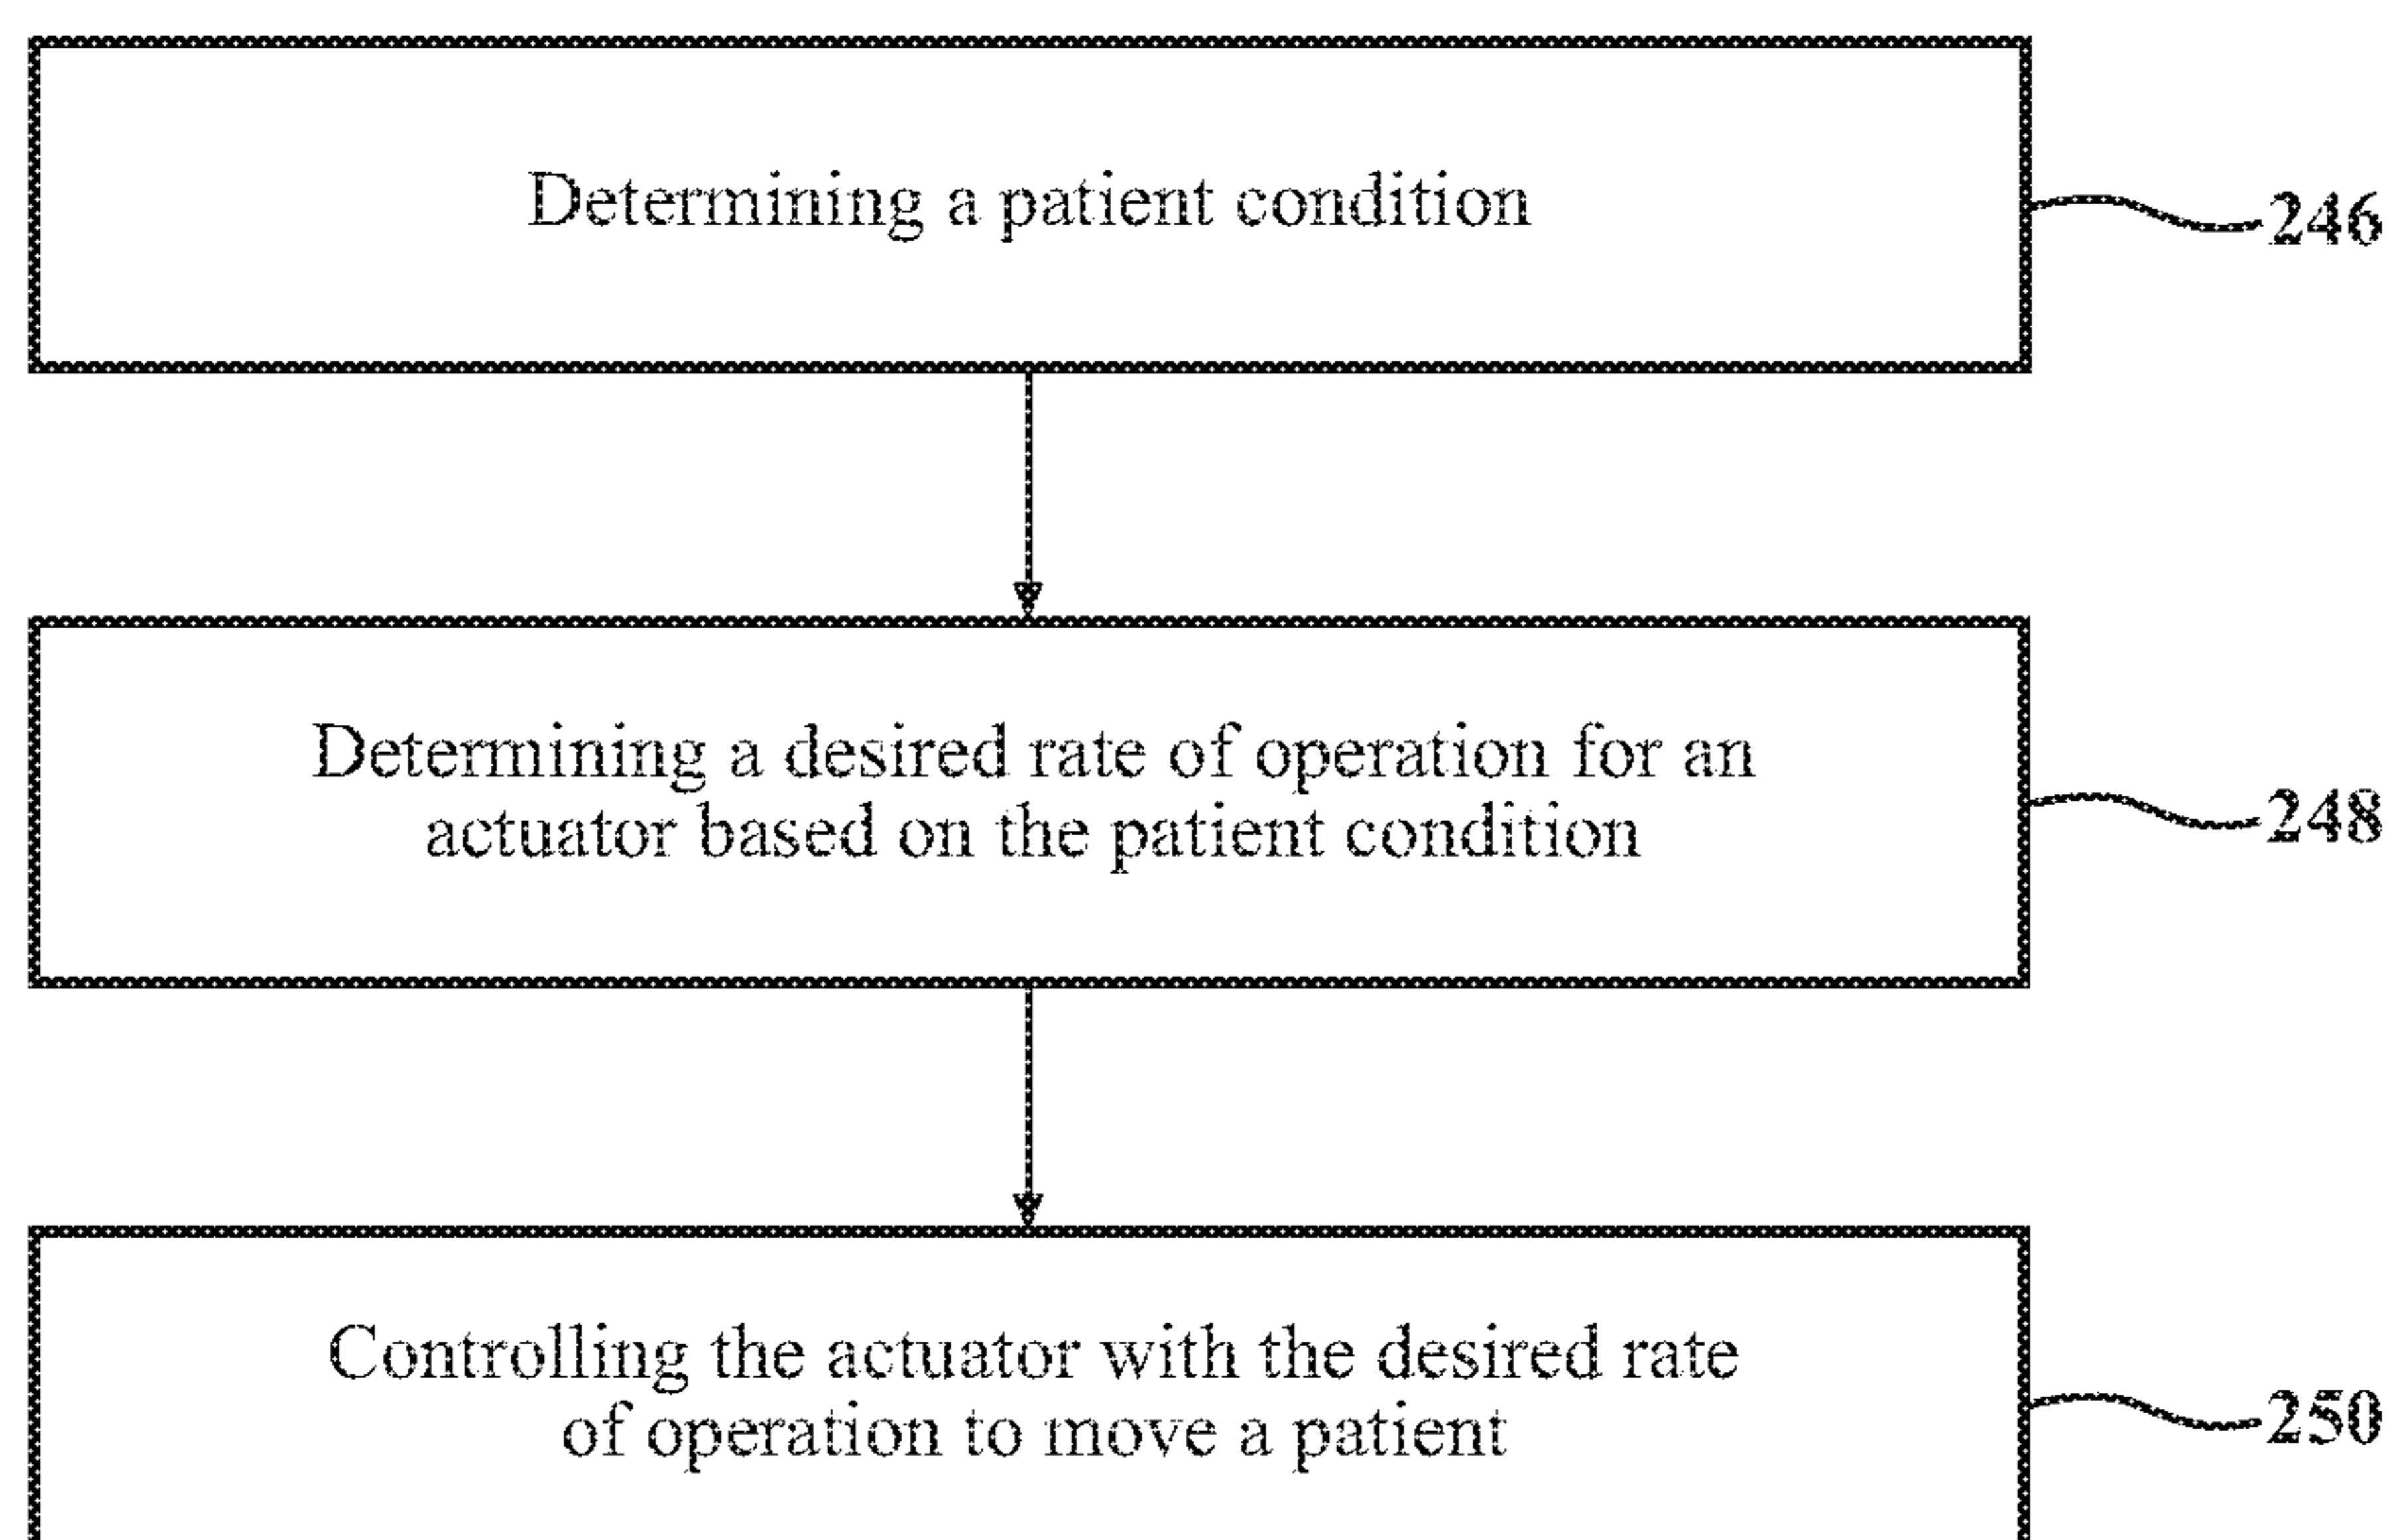 Determining a patient condition
246
Determining a desired rate of operation for an
actuator based on the patient condition
248
Controlling the actuator with the desired rate
of operation to move a patient
250